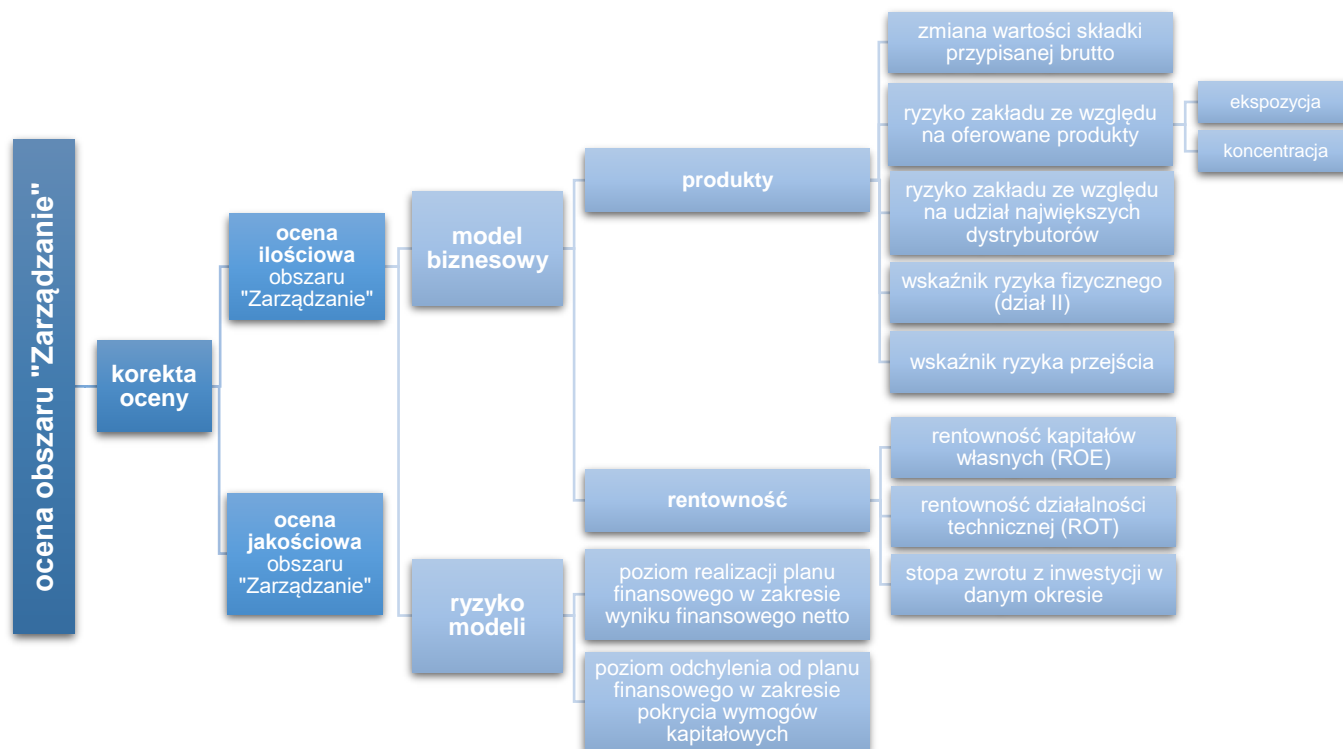 ocena obszaru "Zarządzanie"
korekta
oceny
ocena
ilościowa
obszaru
"Zarządzanie"
ocena
jakościowa
obszaru
"Zarządzanie"
model
biznesowy
ryzyko
modeli
produkty
rentowność
poziom realizacji planu
finansowego w zakresie
wyniku finansowego netto
poziom odchylenia od planu
finansowego w zakresie
pokrycia wymogów
kapitałowych
zmiana wartości składki
przypisanej brutto
ryzyko zakładu ze względu
na oferowane produkty
ryzyko zakładu ze względu
na udział największych
dystrybutorów
wskaźnik ryzyka fizycznego
(dział II)
wskaźnik ryzyka przejścia
rentowność kapitałów
własnych (ROE)
rentowność działalności
technicznej (ROT)
stopa zwrotu z inwestycji w
danym okresie
ekspozycja
koncentracja